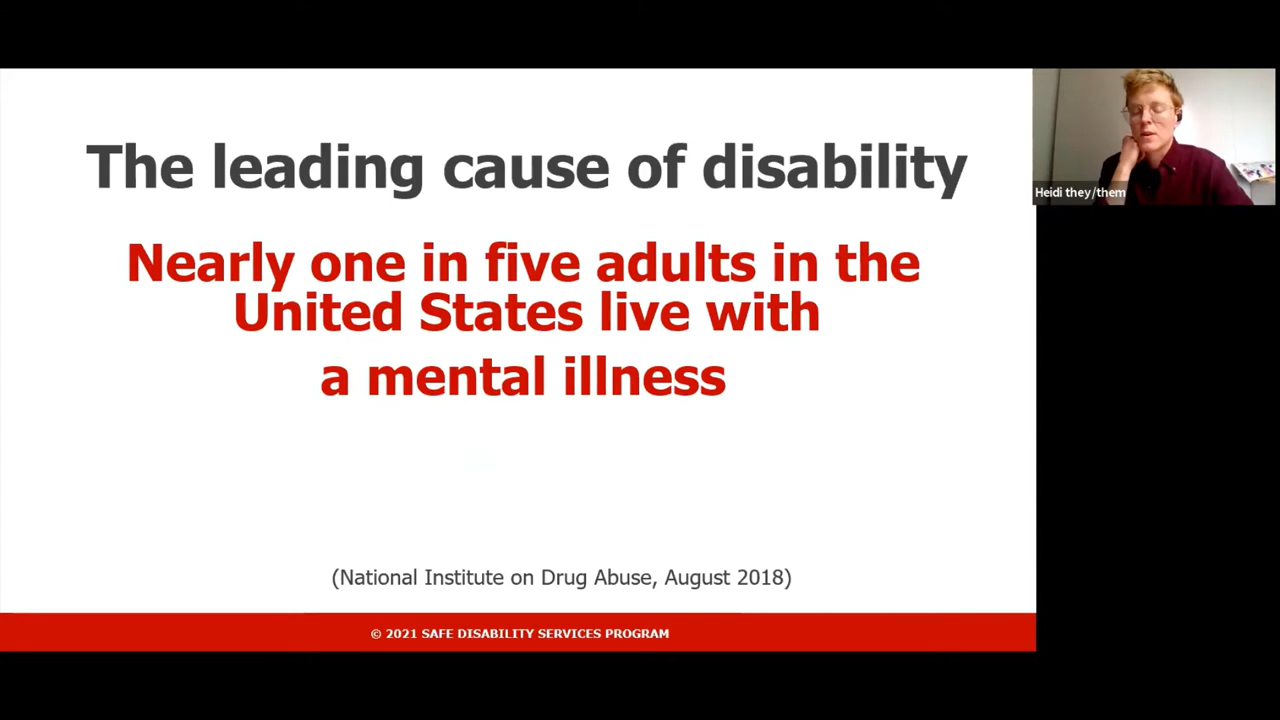 The leading cause of disability
Nearly one in five adults in the
United States live with
a mental illness
(National Institute on Drug Abuse, August 2018)
© 2021 SAFE DISABILITY SERVICES PROGRAM
Heidi they/them